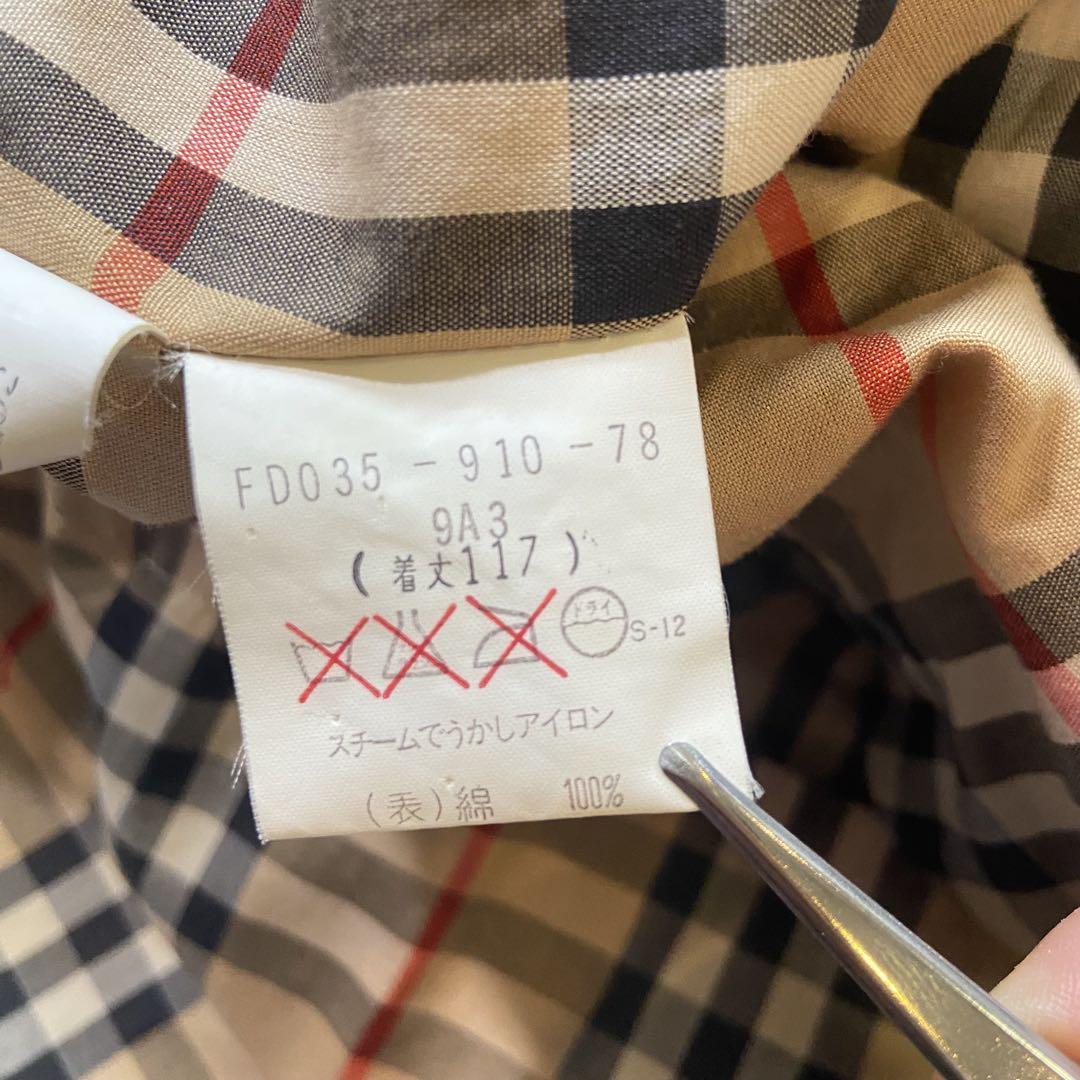 FD035-910-78
9A3
(着丈117)
ドライ
S-12
スチームでうかしアイロン
(表)綿 100%